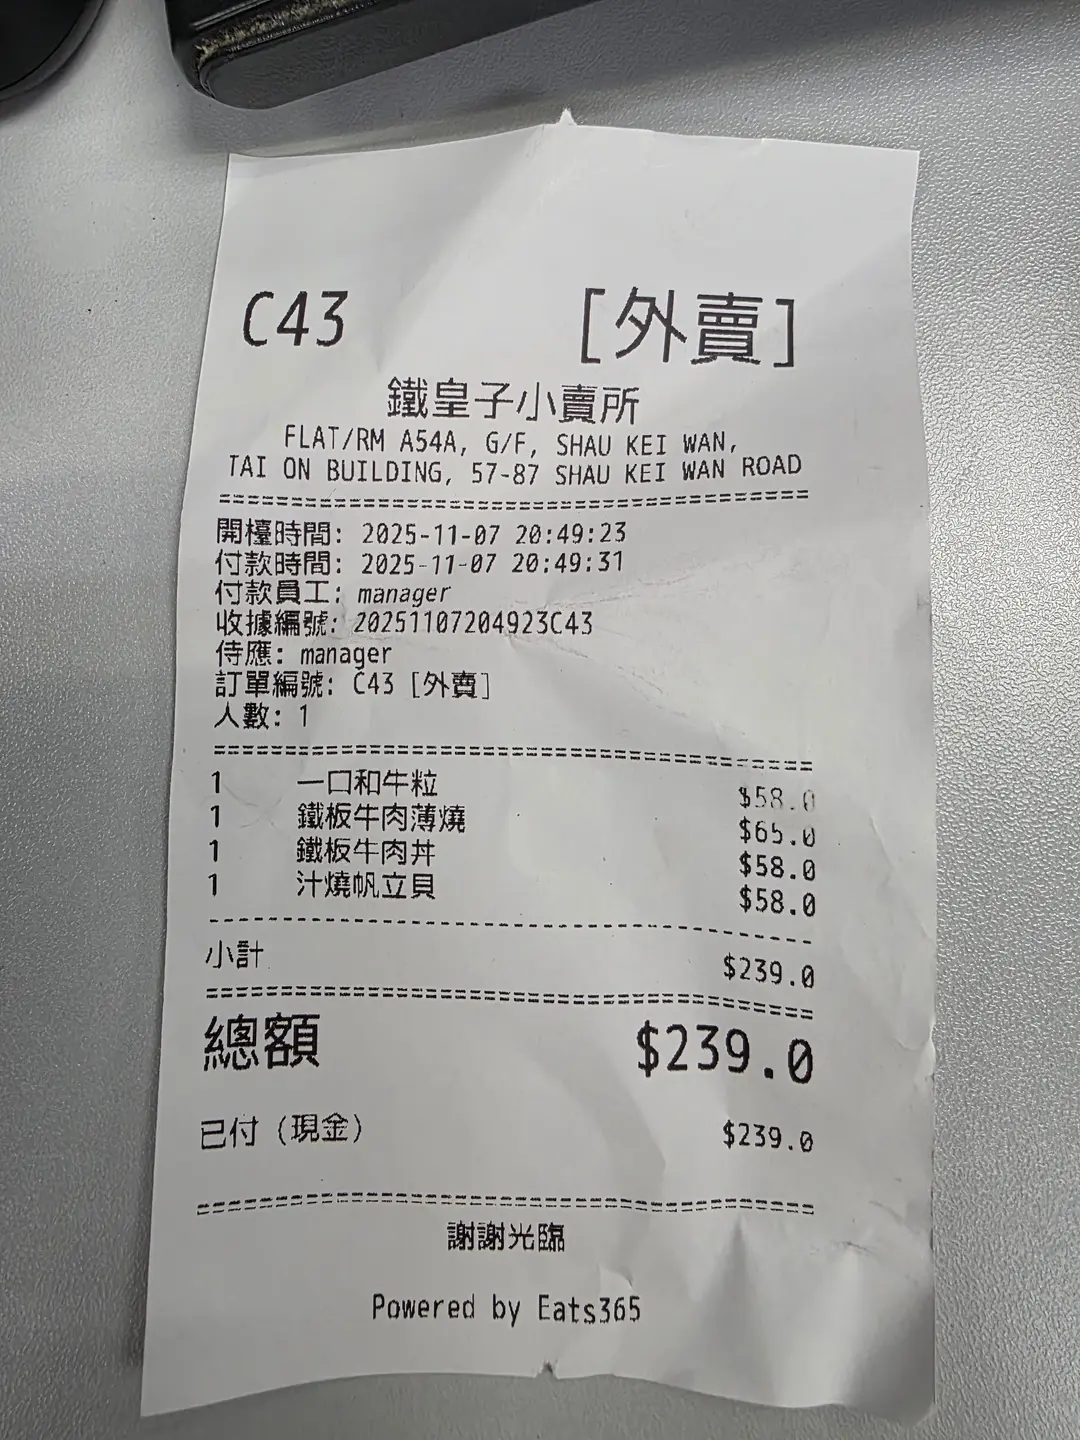 C43 [外賣]
鐵皇子小賣所
FLAT/RM A54A, G/F, SHAU KEI WAN,
TAI ON BUILDING, 57-87 SHAU KEI WAN ROAD
開檯時間: 2025-11-07 20:49:23
付款時間: 2025-11-07 20:49:31
付款員工: manager
收據編號: 20251107204923C43
侍應: manager
訂單編號: C43 [外賣]
人數: 1
1 一口和牛粒 $58.0
1 鐵板牛肉薄燒 $65.0
1 鐵板牛肉丼 $58.0
1 汁燒帆立貝 $58.0
小計 $239.0
總額 $239.0
已付 (現金) $239.0
謝謝光臨
Powered by Eats365